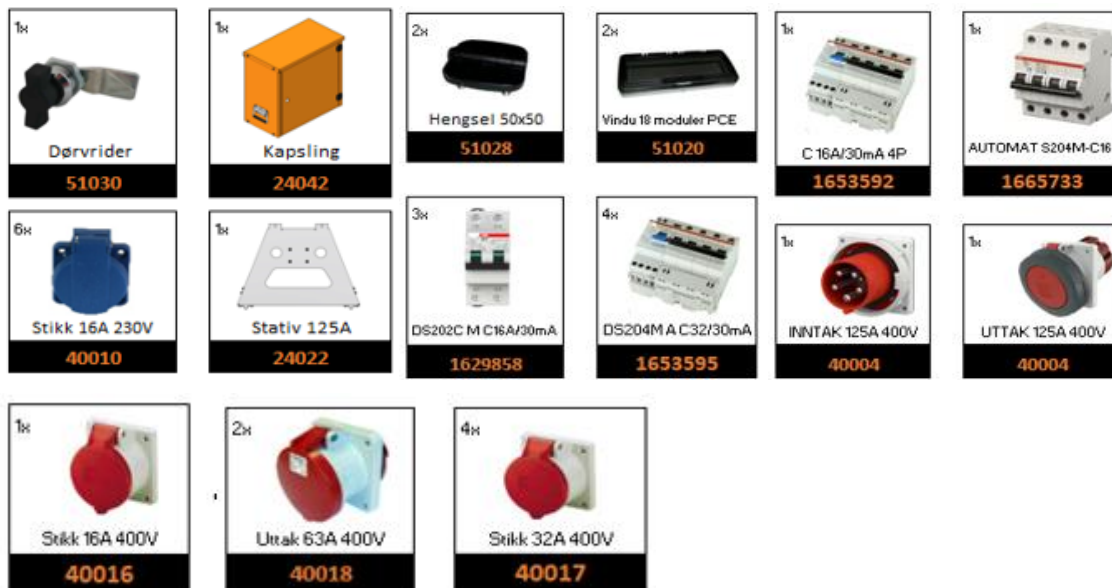 1x
Dørvrider
51030
1x
Kapsling
24042
2x
Hengsel 50x50
51028
2x
Vindu 18 moduler PCE
51020
1x
C 16A/30mA 4P
1653592
1x
AUTOMAT S204M-C16
1665733
6x
Stikk 16A 230V
40010
1x
Stativ 125A
24022
3x
DS202C M C16A/30mA
1629858
4x
DS204M A C32/30mA
1653595
1x
INNTAK 125A 400V
40004
1x
UTTAK 125A 400V
40004
1x
Stikk 16A 400V
40016
2x
Uttak 63A 400V
40018
4x
Stikk 32A 400V
40017